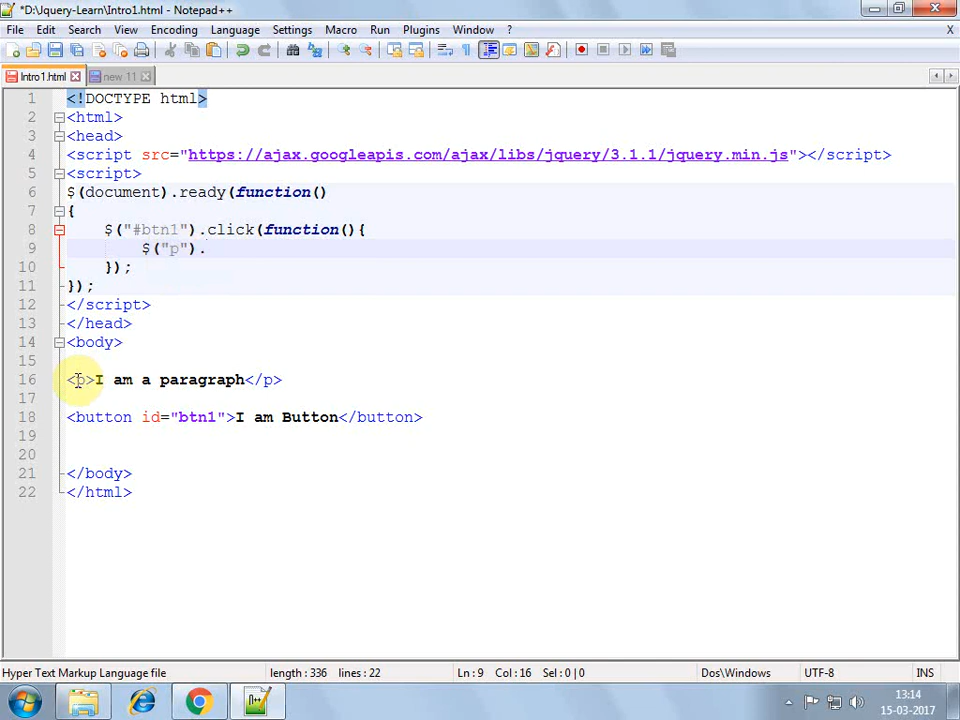 *D:\Jquery-Learn\Intro1.html - Notepad++
File Edit Search View Encoding Language Settings Macro Run Plugins Window ? X
Intro1.html new 11
1 <!DOCTYPE html>
2 <html>
3 <head>
4 <script src="https://ajax.googleapis.com/ajax/libs/jquery/3.1.1/jquery.min.js"></script>
5 <script>
6 $(document).ready(function()
7 {
8 $("#btn1").click(function(){
9 $("p").
10 });
11 });
12 </script>
13 </head>
14 <body>
15
16 <p>I am a paragraph</p>
17
18 <button id="btn1">I am Button</button>
19
20
21 </body>
22 </html>
Hyper Text Markup Language file length : 336 lines : 22 Ln : 9 Col : 16 Sel : 0 | 0 Dos\Windows UTF-8 INS
13:14
15-03-2017